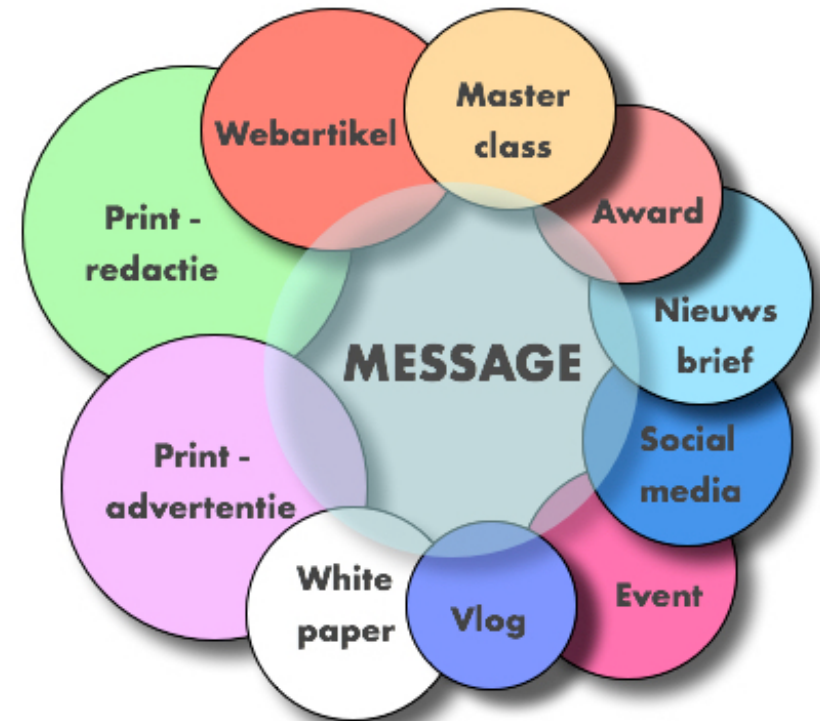 Webartikel
Master
class
Award
Print -
redactie
Nieuws
brief
MESSAGE
Social
media
Print -
advertentie
White
paper
Vlog
Event